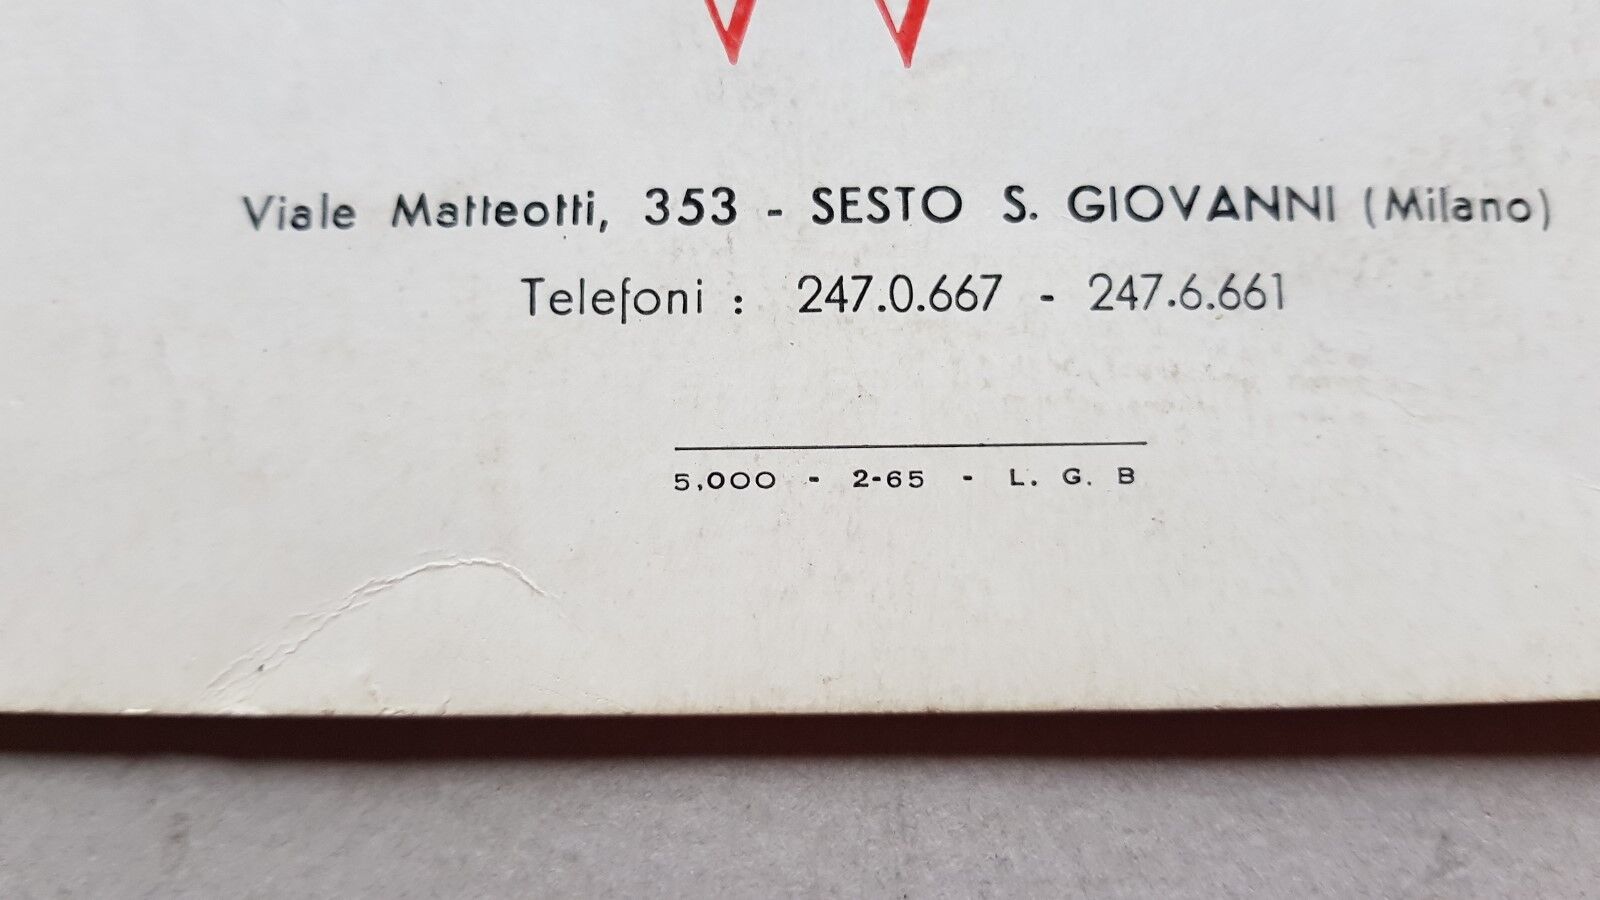 Viale Matteotti, 353 - SESTO S. GIOVANNI (Milano)
Telefoni : 247.0.667 - 247.6.661
5,000 - 2-65 - L. G. B